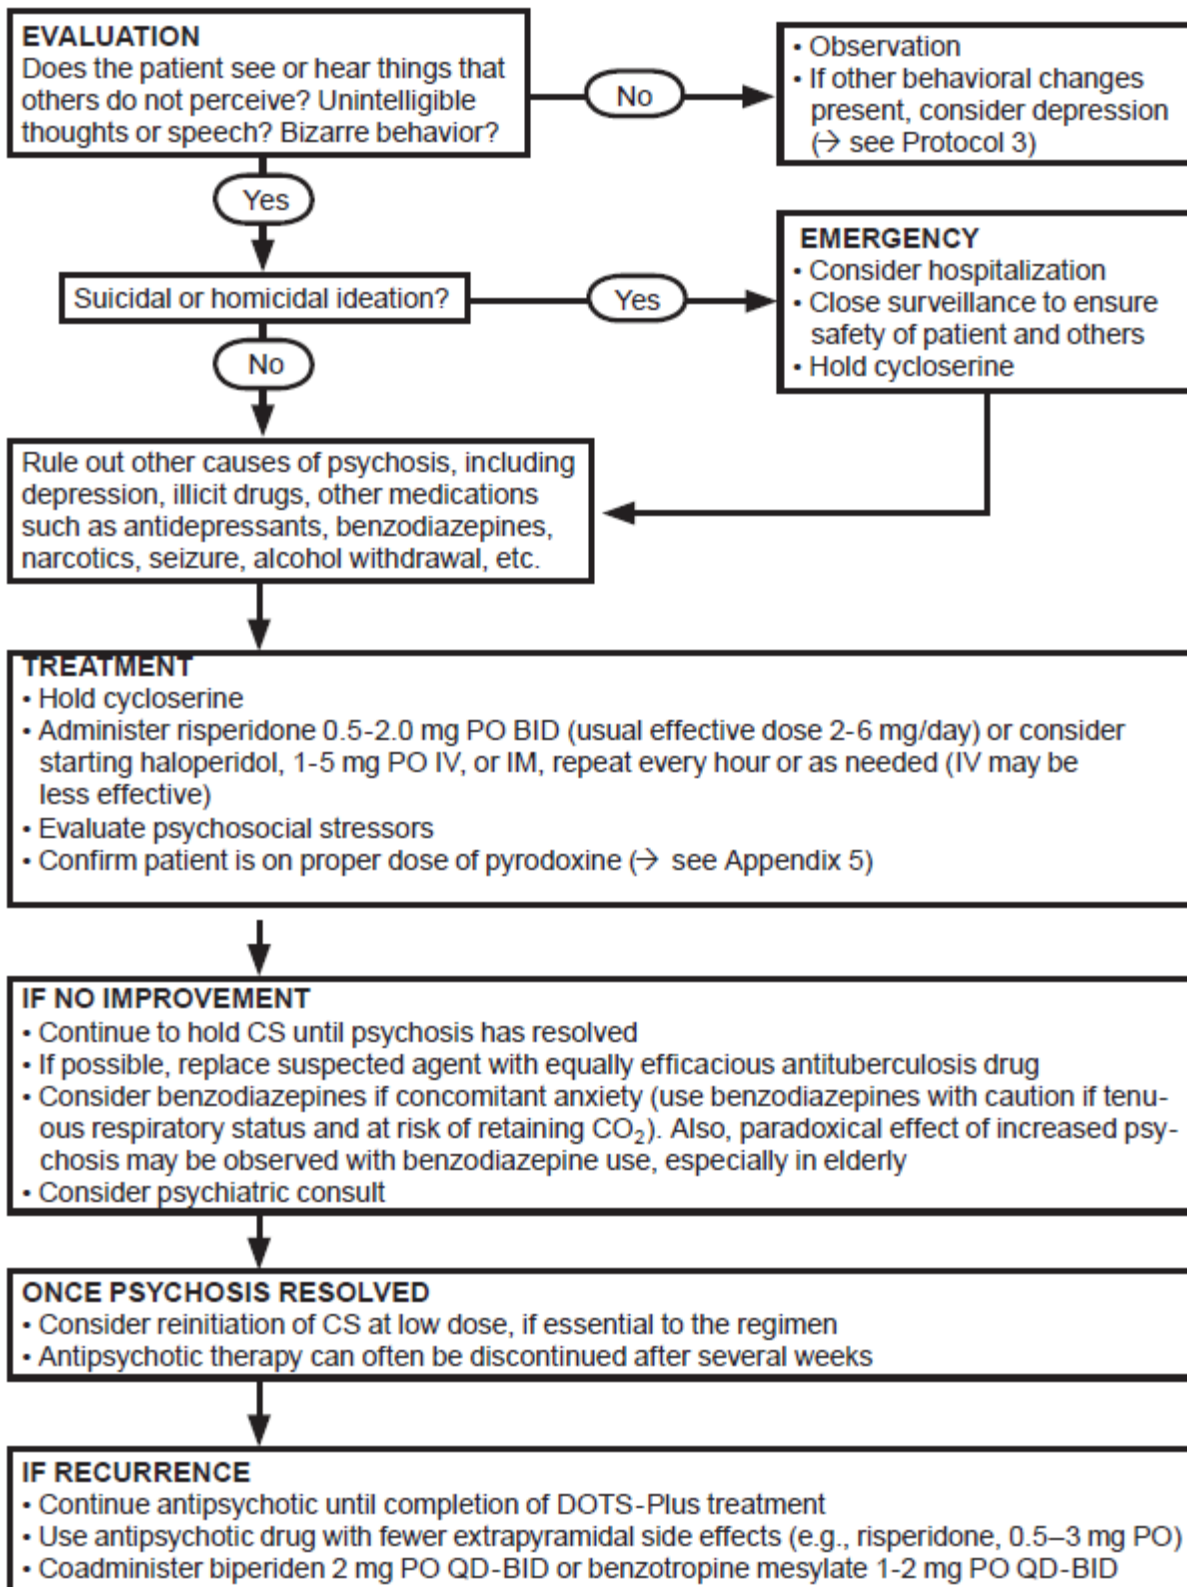 EVALUATION
Does the patient see or hear things that
others do not perceive? Unintelligible
thoughts or speech? Bizarre behavior?
No
• Observation
• If other behavioral changes
present, consider depression
(→ see Protocol 3)
Yes
Suicidal or homicidal ideation?
Yes
EMERGENCY
• Consider hospitalization
• Close surveillance to ensure
safety of patient and others
• Hold cycloserine
No
Rule out other causes of psychosis, including
depression, illicit drugs, other medications
such as antidepressants, benzodiazepines,
narcotics, seizure, alcohol withdrawal, etc.
TREATMENT
• Hold cycloserine
• Administer risperidone 0.5-2.0 mg PO BID (usual effective dose 2-6 mg/day) or consider
starting haloperidol, 1-5 mg PO IV, or IM, repeat every hour or as needed (IV may be
less effective)
• Evaluate psychosocial stressors
• Confirm patient is on proper dose of pyrodoxine (→ see Appendix 5)
IF NO IMPROVEMENT
• Continue to hold CS until psychosis has resolved
• If possible, replace suspected agent with equally efficacious antituberculosis drug
• Consider benzodiazepines if concomitant anxiety (use benzodiazepines with caution if tenu-
ous respiratory status and at risk of retaining CO₂). Also, paradoxical effect of increased psy-
chosis may be observed with benzodiazepine use, especially in elderly
• Consider psychiatric consult
ONCE PSYCHOSIS RESOLVED
• Consider reinitiation of CS at low dose, if essential to the regimen
• Antipsychotic therapy can often be discontinued after several weeks
IF RECURRENCE
• Continue antipsychotic until completion of DOTS-Plus treatment
• Use antipsychotic drug with fewer extrapyramidal side effects (e.g., risperidone, 0.5–3 mg PO)
• Coadminister biperiden 2 mg PO QD-BID or benzotropine mesylate 1-2 mg PO QD-BID